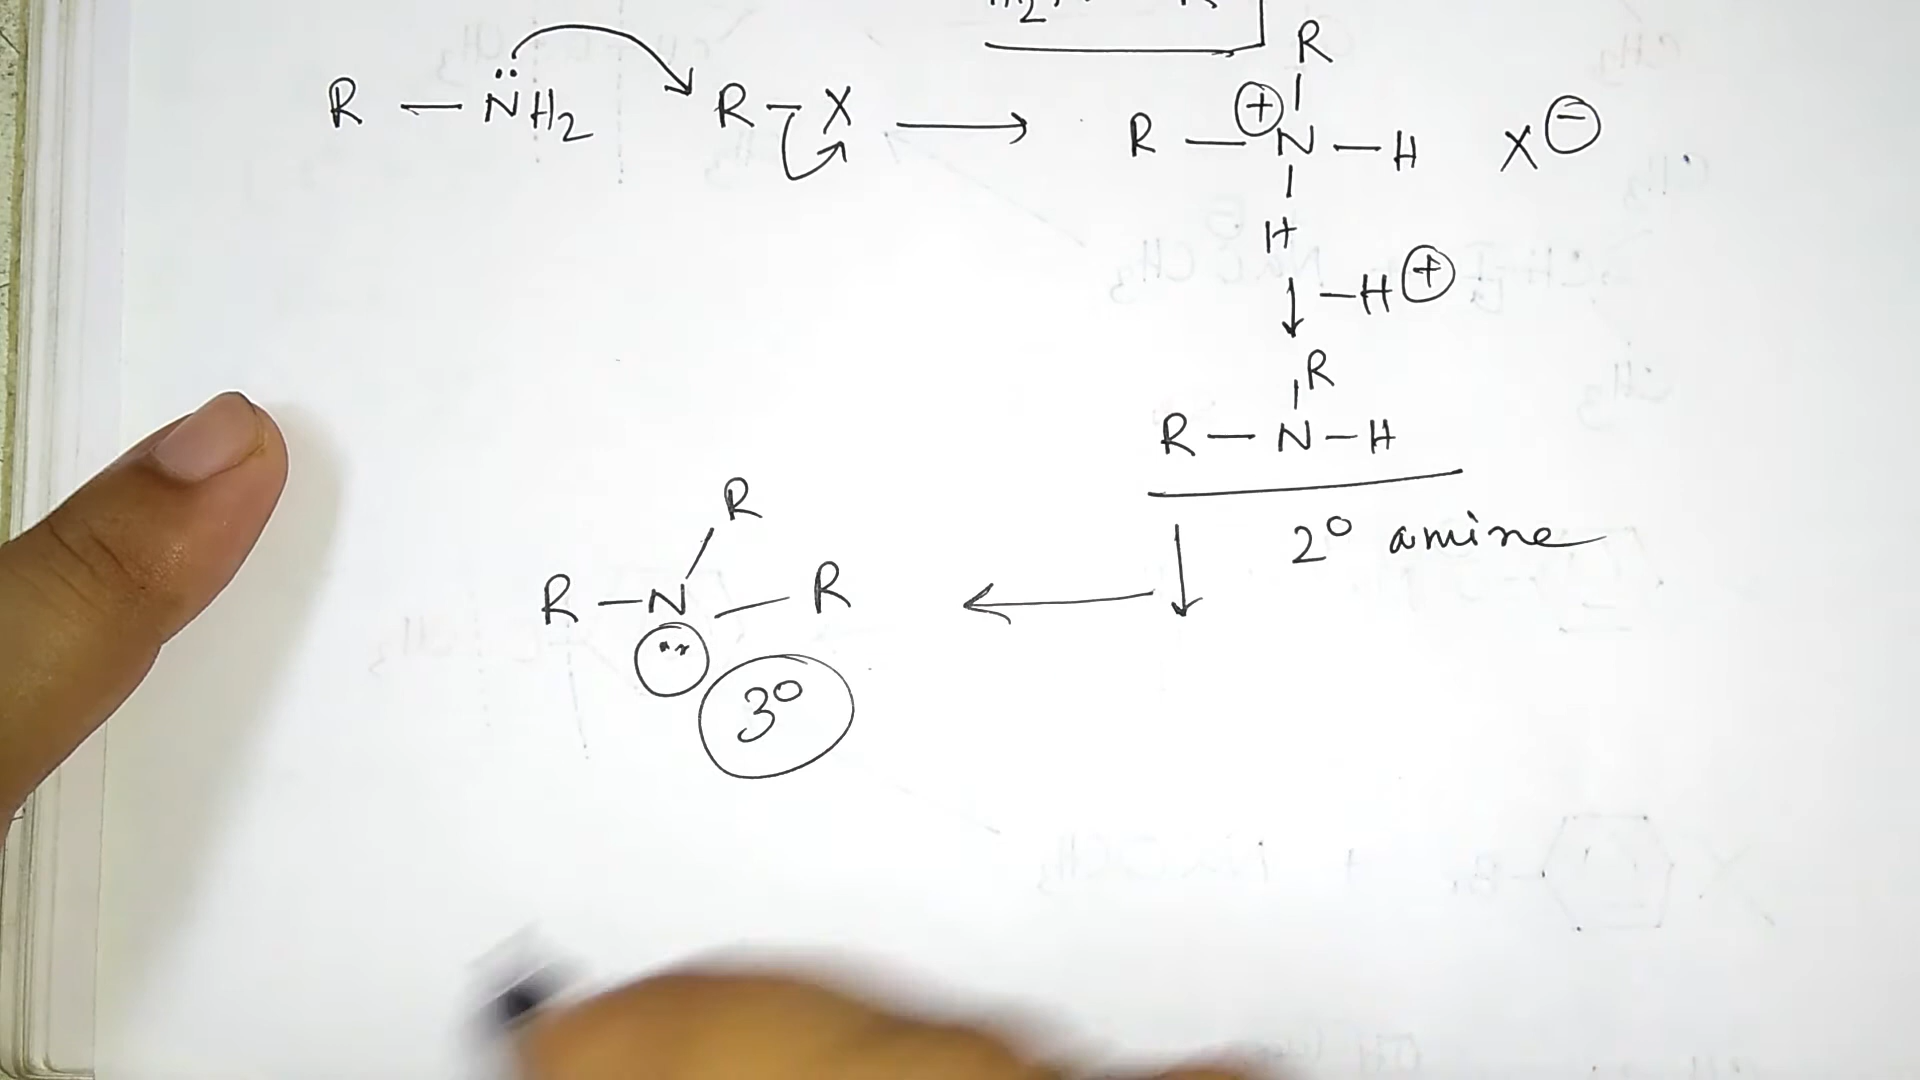 R
R — N̈H₂ R — X ⟶ R — N⊕ — H X⊖
H
↓ −H⊕
R
R — N — H
2° amine
R
R — N — R ⟵
··
3°